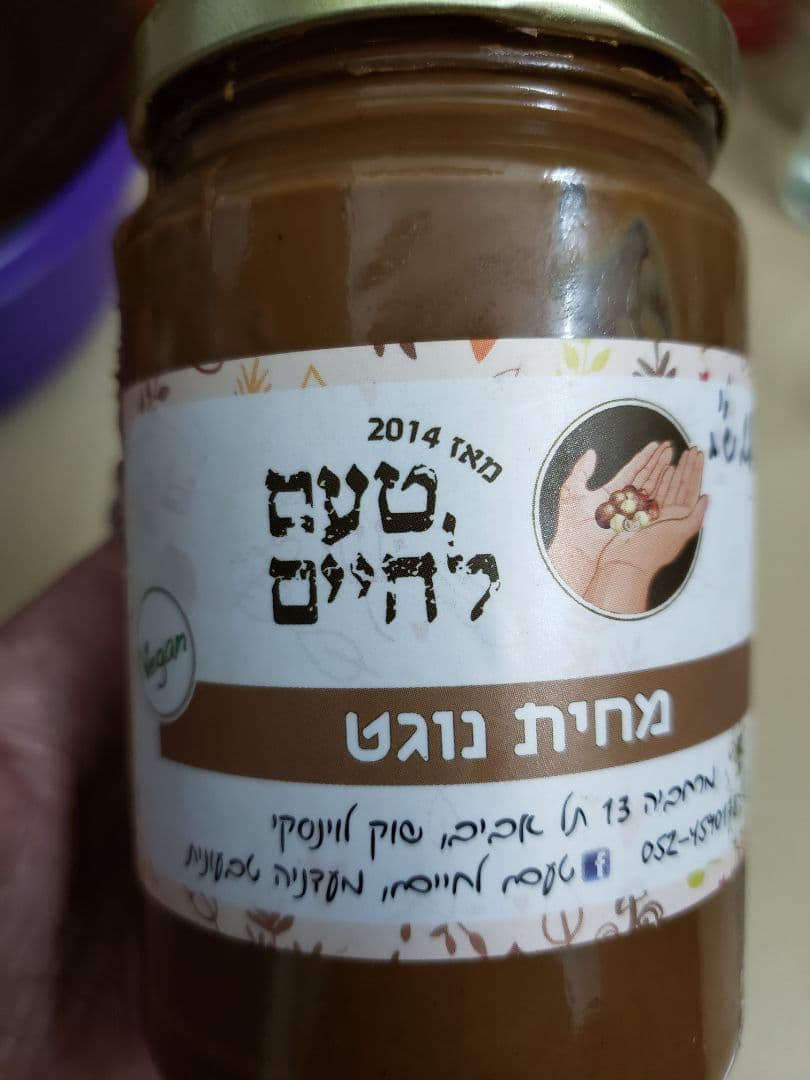 מאז 2014
טעם,
לחיים
Vegan
מחית נוגט
מרחביה 13 תל אביב, שוק לוינסקי
טעם, לחיים, מעדניה טבעונית